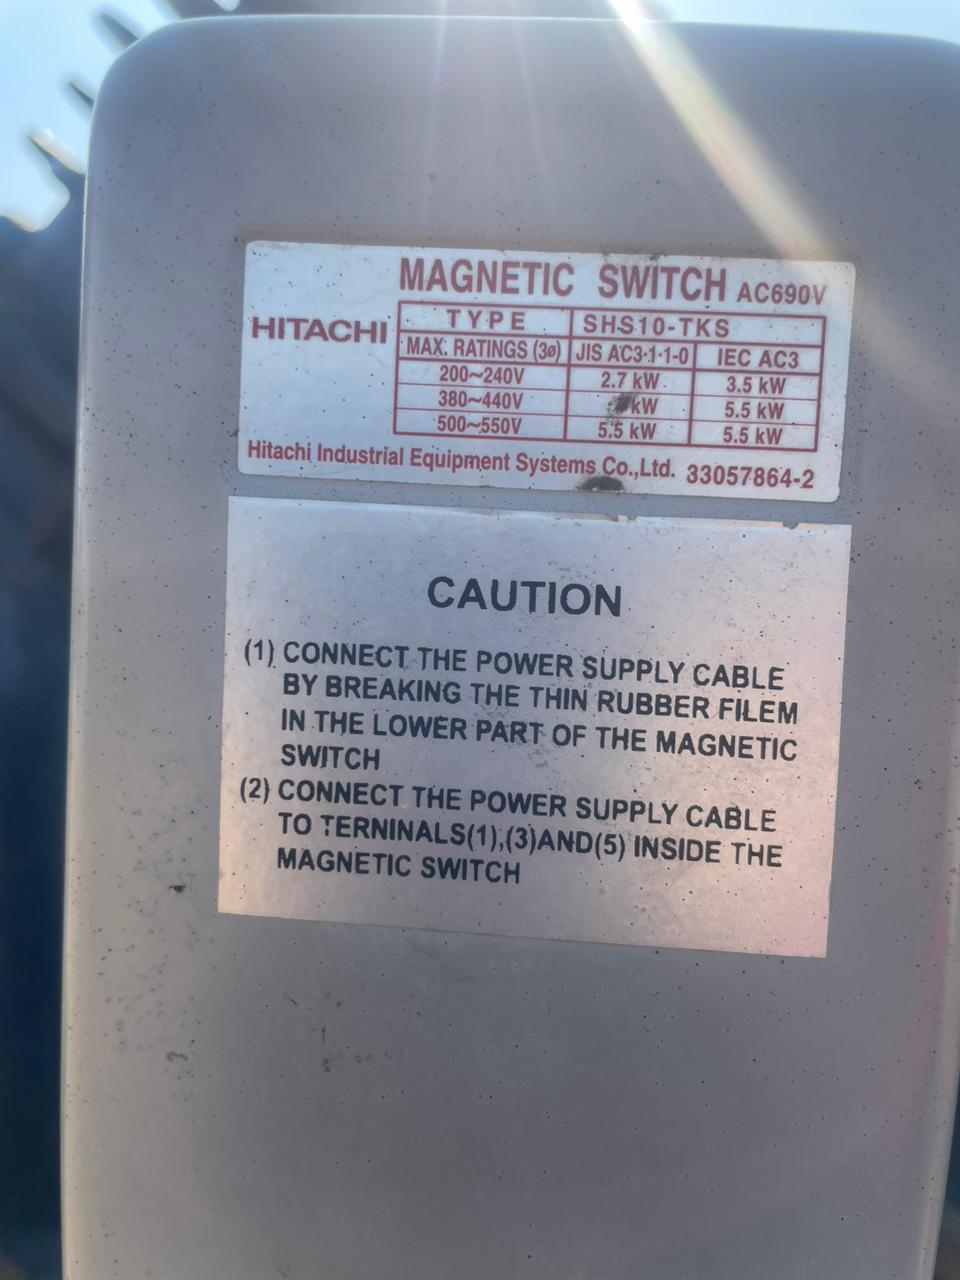 MAGNETIC SWITCH AC690V
HITACHI
TYPE SHS10-TKS
MAX. RATINGS (3ø) JIS AC3·1·1-0 IEC AC3
200~240V 2.7 kW 3.5 kW
380~440V kW 5.5 kW
500~550V 5.5 kW 5.5 kW
Hitachi Industrial Equipment Systems Co.,Ltd. 33057864-2
CAUTION
(1) CONNECT THE POWER SUPPLY CABLE
BY BREAKING THE THIN RUBBER FILEM
IN THE LOWER PART OF THE MAGNETIC
SWITCH
(2) CONNECT THE POWER SUPPLY CABLE
TO TERNINALS(1),(3)AND(5) INSIDE THE
MAGNETIC SWITCH